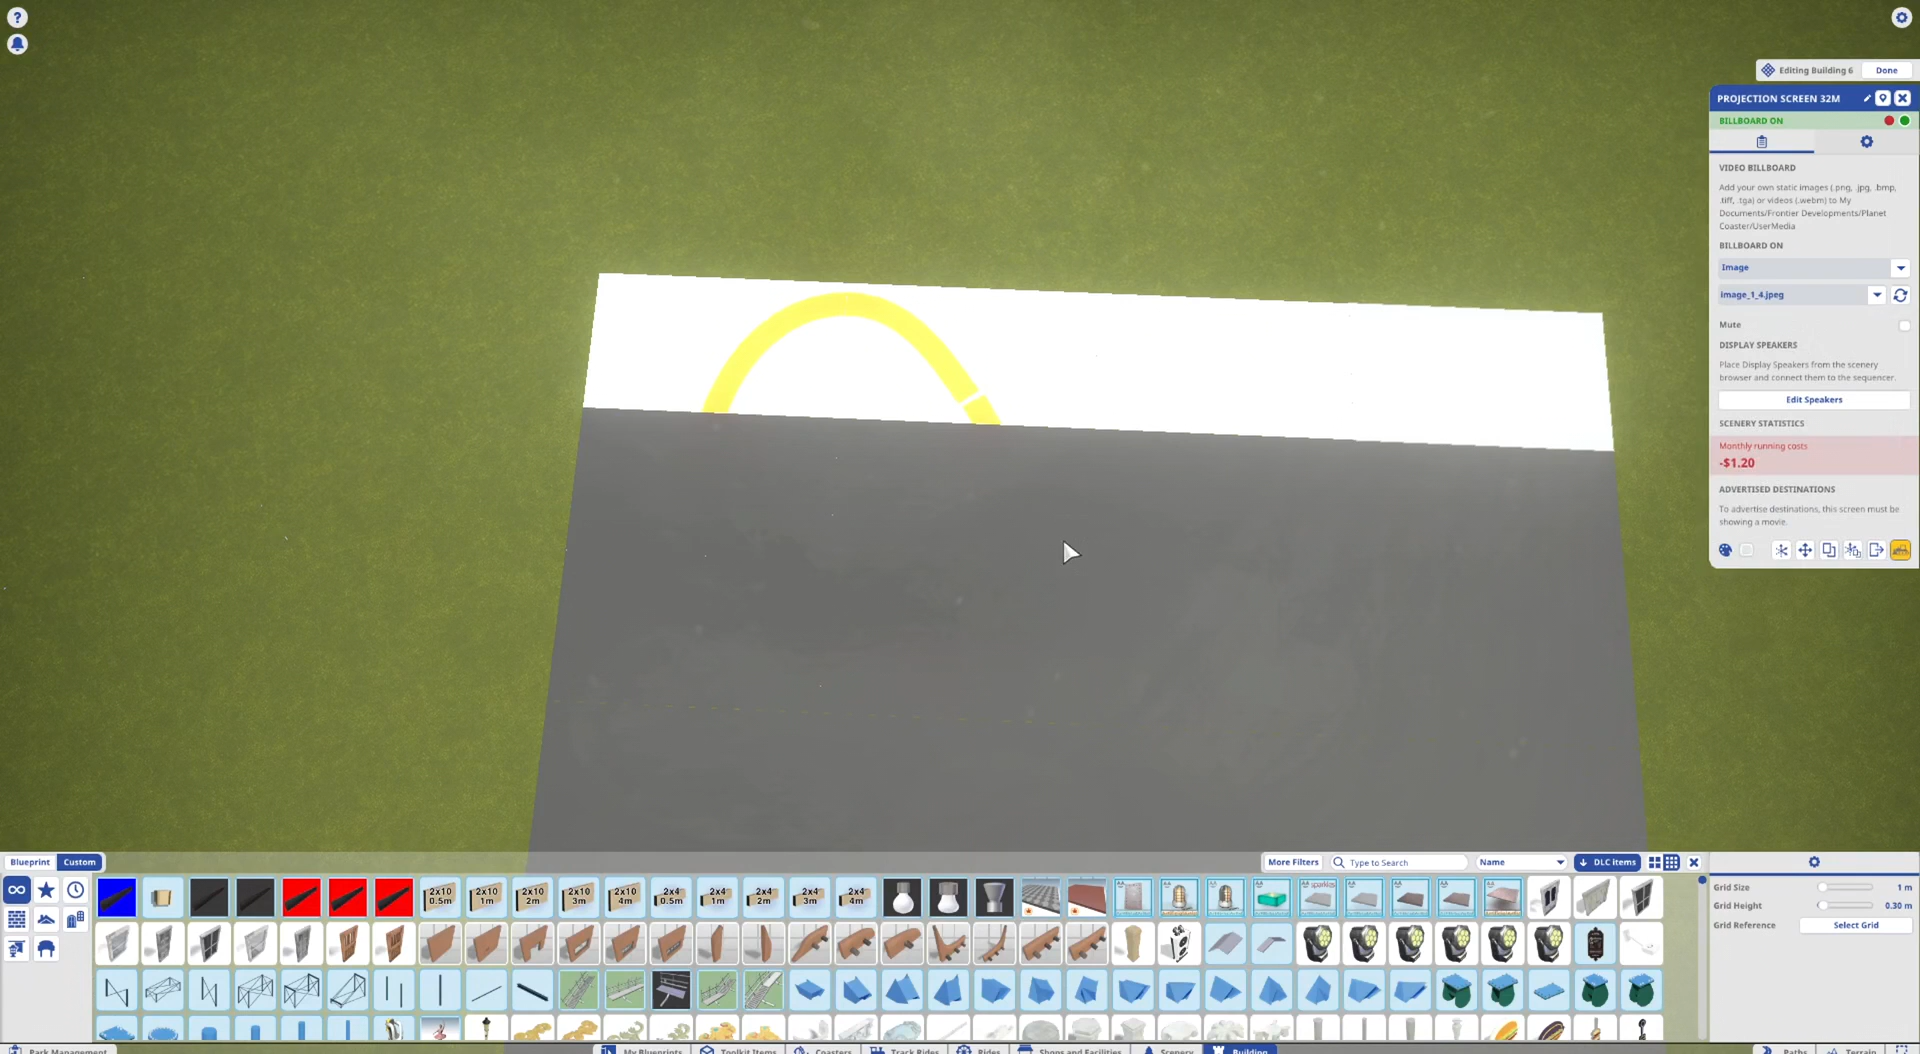 ?
Editing Building 6 Done
PROJECTION SCREEN 32M
BILLBOARD ON
VIDEO BILLBOARD
Add your own static images (.png, .jpg, .bmp,
.tiff, .tga) or videos (.webm) to My
Documents/Frontier Developments/Planet
Coaster/UserMedia
BILLBOARD ON
Image
image_1_4.jpeg
Mute
DISPLAY SPEAKERS
Place Display Speakers from the scenery
browser and connect them to the sequencer.
Edit Speakers
SCENERY STATISTICS
Monthly running costs
-$1.20
ADVERTISED DESTINATIONS
To advertise destinations, this screen must be
showing a movie.
Blueprint Custom More Filters Type to Search Name DLC items
2x10 0.5m 2x10 1m 2x10 2m 2x10 3m 2x10 4m 2x4 0.5m 2x4 1m 2x4 2m 2x4 3m 2x4 4m sparkles
Grid Size 1 m
Grid Height 0.30 m
Grid Reference Select Grid
Park Management My Blueprints Toolkit Items Coasters Track Rides Rides Shops and Facilities Scenery Building Paths Terrain